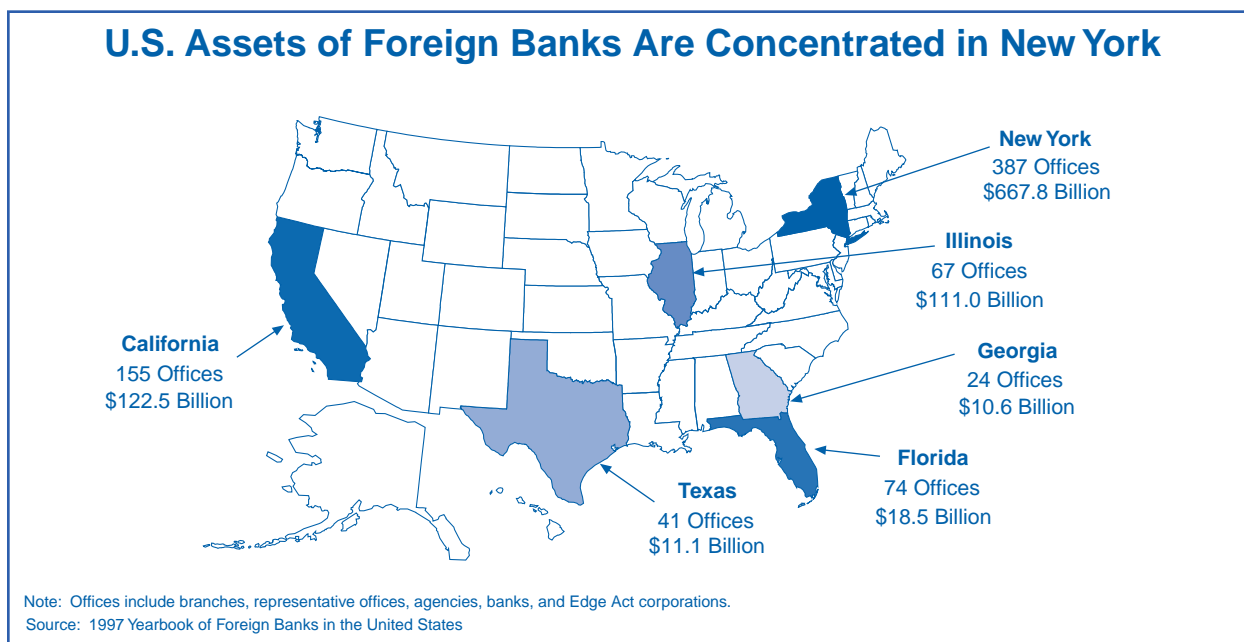 U.S. Assets of Foreign Banks Are Concentrated in New York
New York
387 Offices
$667.8 Billion
Illinois
67 Offices
$111.0 Billion
California
155 Offices
$122.5 Billion
Georgia
24 Offices
$10.6 Billion
Florida
74 Offices
$18.5 Billion
Texas
41 Offices
$11.1 Billion
Note: Offices include branches, representative offices, agencies, banks, and Edge Act corporations.
Source: 1997 Yearbook of Foreign Banks in the United States